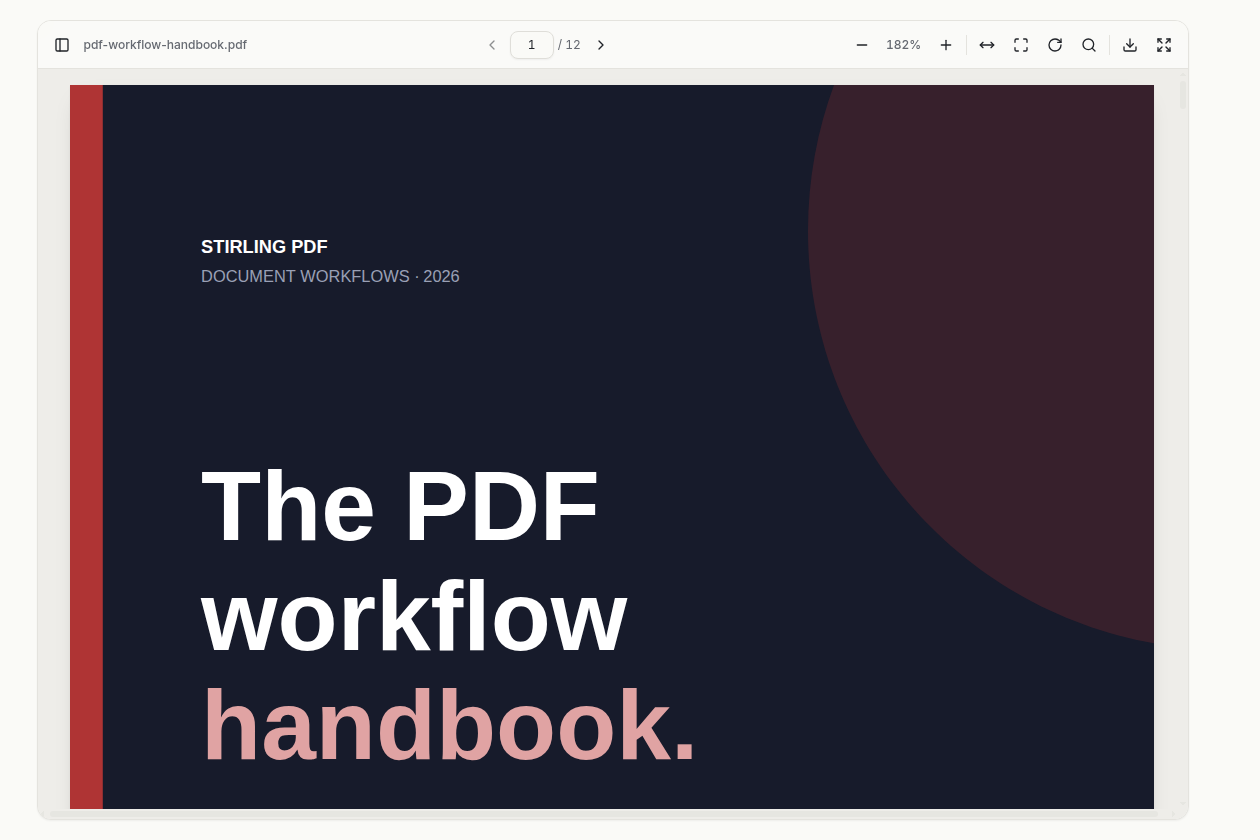 pdf-workflow-handbook.pdf
1 / 12
182%
STIRLING PDF
DOCUMENT WORKFLOWS · 2026
The PDF
workflow
handbook.